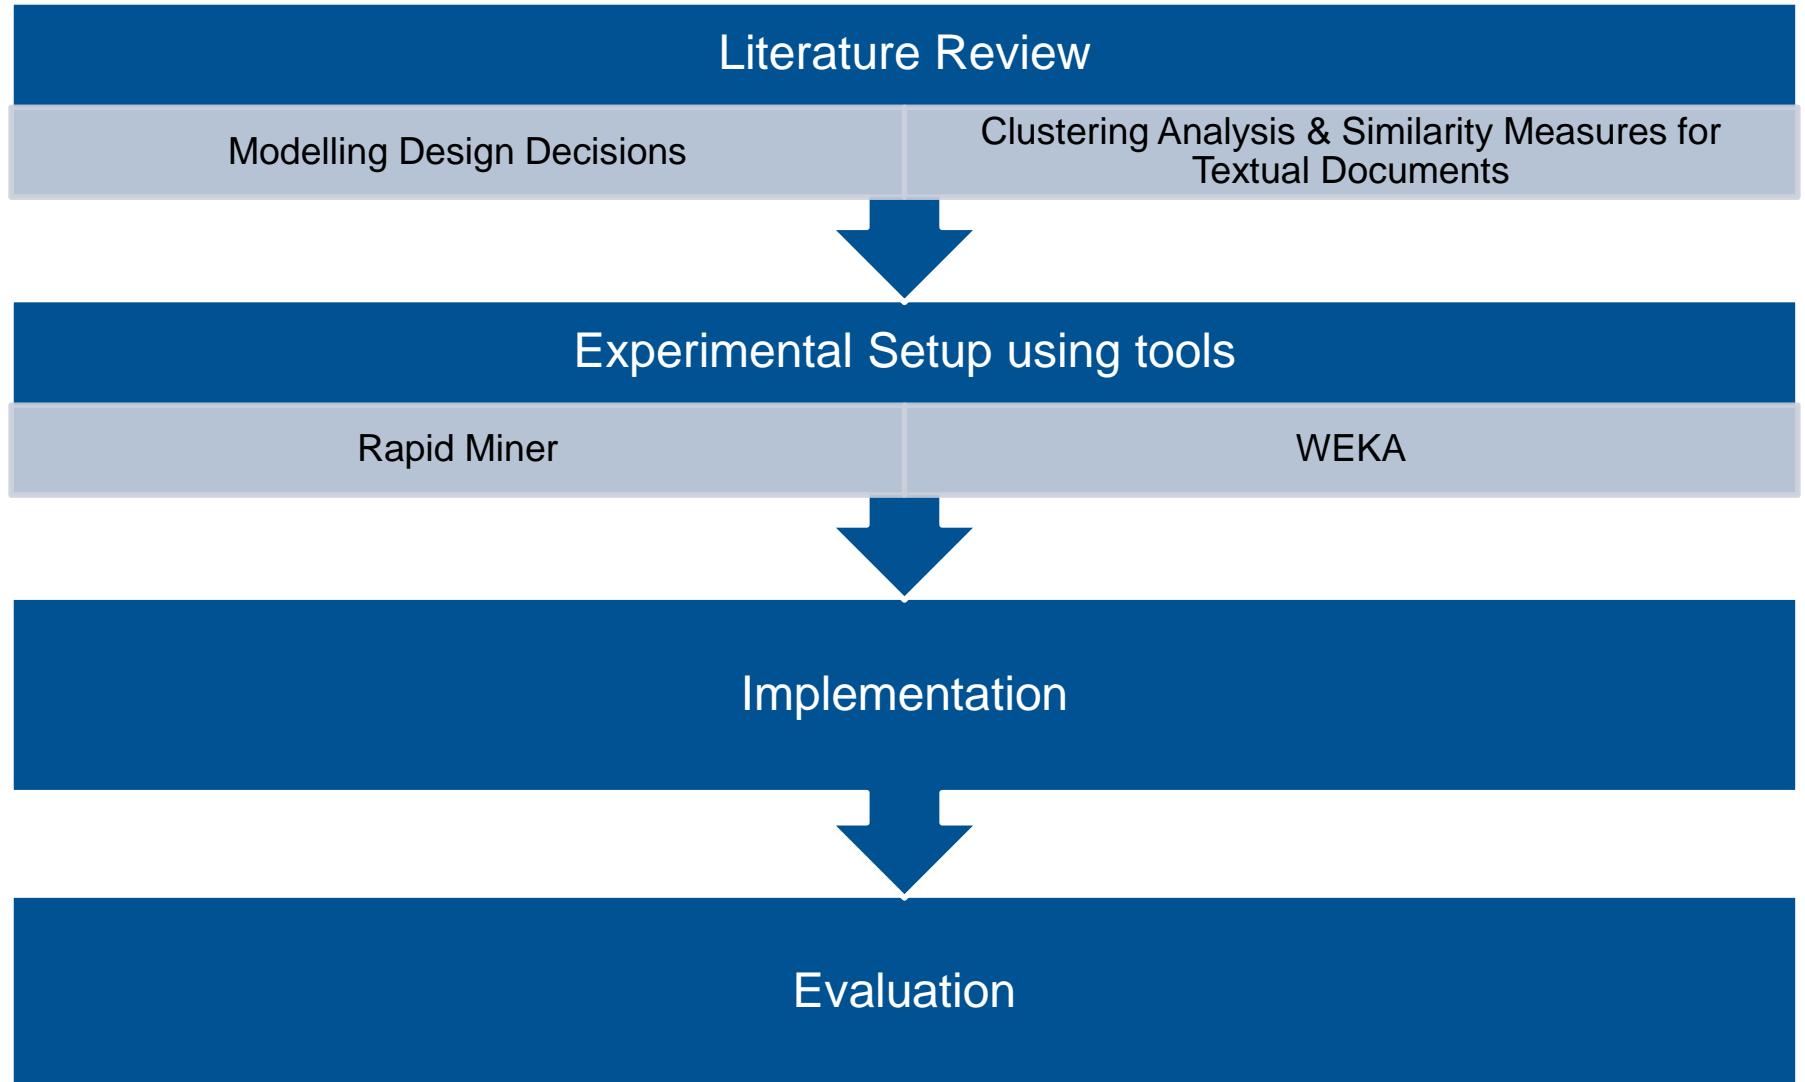 Literature Review
Modelling Design Decisions
Clustering Analysis & Similarity Measures for
Textual Documents
Experimental Setup using tools
Rapid Miner
WEKA
Implementation
Evaluation